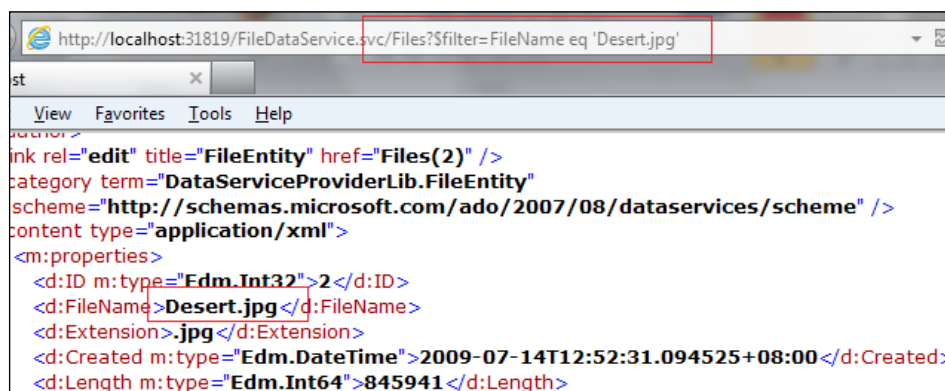 http://localhost:31819/FileDataService.svc/Files?$filter=FileName eq 'Desert.jpg'
st
View Favorites Tools Help
author>
ink rel="edit" title="FileEntity" href="Files(2)" />
category term="DataServiceProviderLib.FileEntity"
scheme="http://schemas.microsoft.com/ado/2007/08/dataservices/scheme" />
content type="application/xml">
<m:properties>
<d:ID m:type="Edm.Int32">2</d:ID>
<d:FileName>Desert.jpg</d:FileName>
<d:Extension>.jpg</d:Extension>
<d:Created m:type="Edm.DateTime">2009-07-14T12:52:31.094525+08:00</d:Created>
<d:Length m:type="Edm.Int64">845941</d:Length>